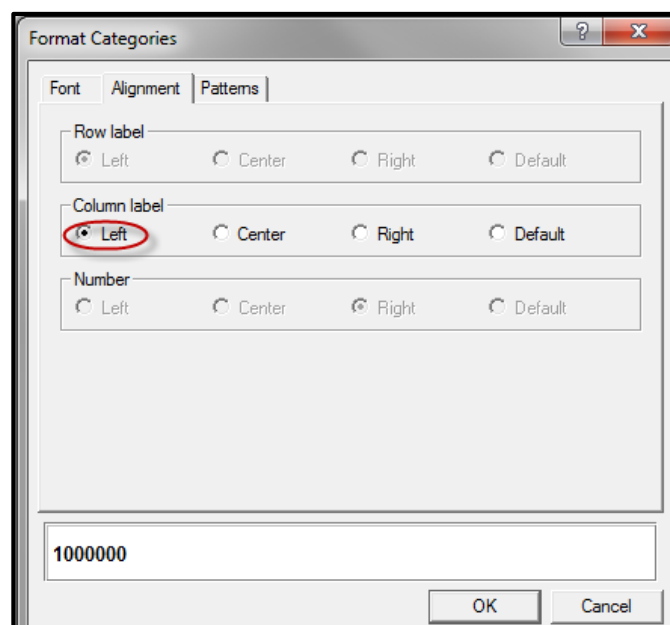 Format Categories ?
Font Alignment Patterns
Row label
Left Center Right Default
Column label
Left Center Right Default
Number
Left Center Right Default
1000000
OK Cancel